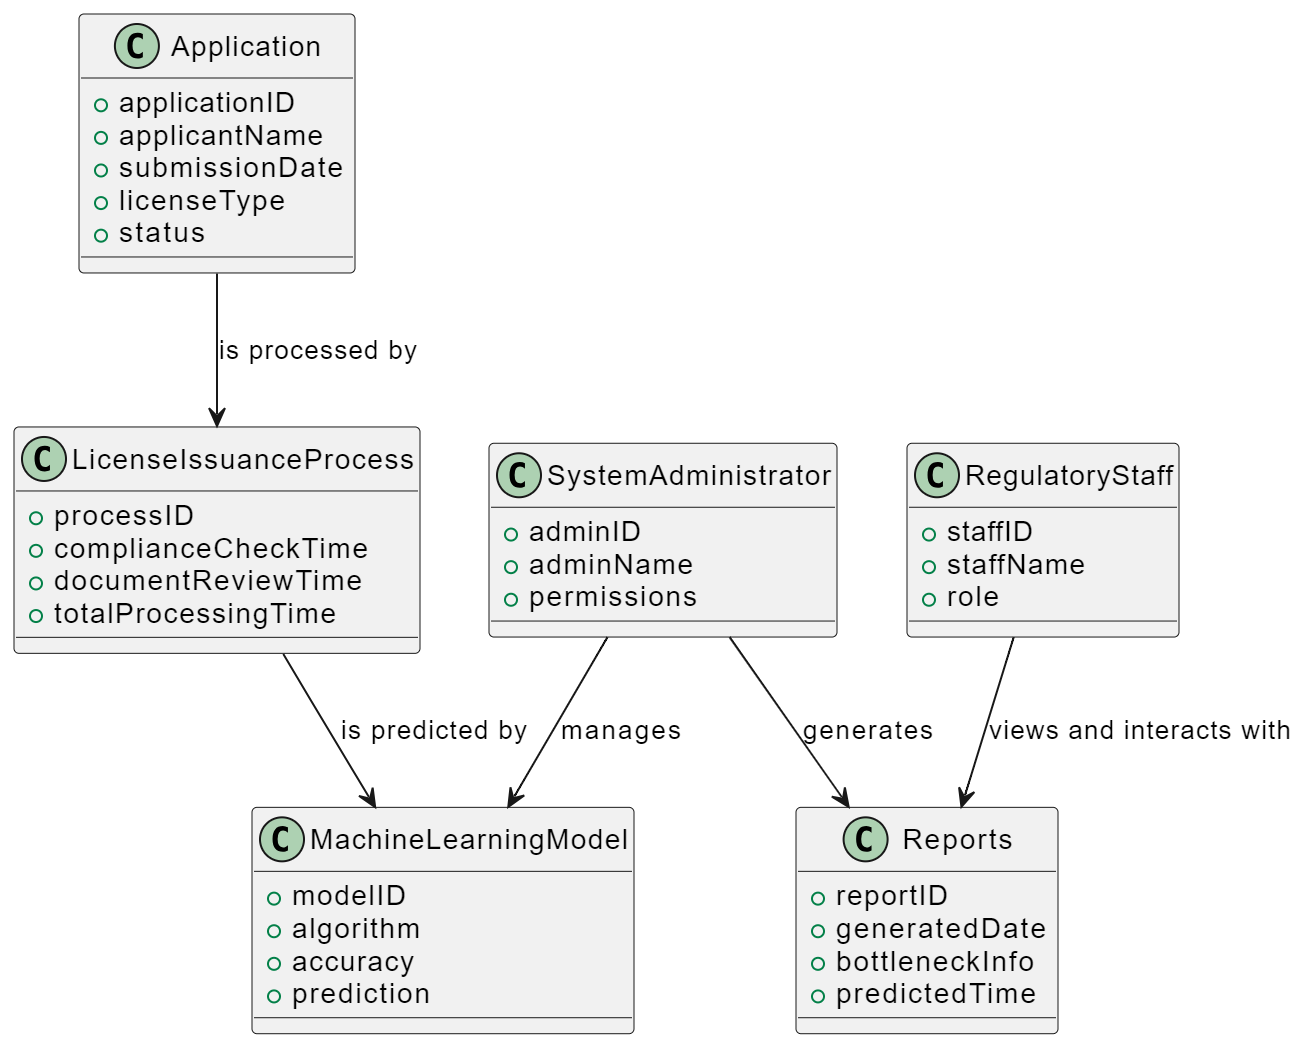 C Application
applicationID
applicantName
submissionDate
licenseType
status
is processed by
C LicenseIssuanceProcess
processID
complianceCheckTime
documentReviewTime
totalProcessingTime
C SystemAdministrator
adminID
adminName
permissions
C RegulatoryStaff
staffID
staffName
role
is predicted by
manages
generates
views and interacts with
C MachineLearningModel
modelID
algorithm
accuracy
prediction
C Reports
reportID
generatedDate
bottleneckInfo
predictedTime